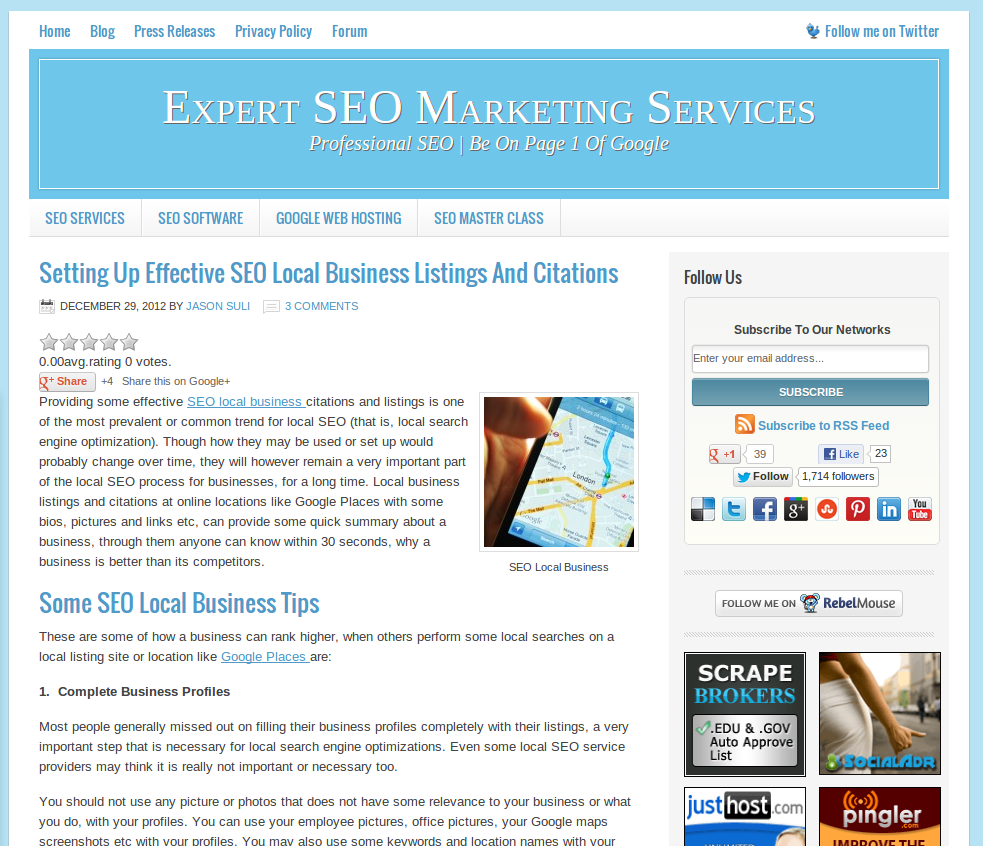 Home Blog Press Releases Privacy Policy Forum Follow me on Twitter
Expert SEO Marketing Services
Professional SEO | Be On Page 1 Of Google
SEO SERVICES SEO SOFTWARE GOOGLE WEB HOSTING SEO MASTER CLASS
Setting Up Effective SEO Local Business Listings And Citations
DECEMBER 29, 2012 BY JASON SULI 3 COMMENTS
0.00avg.rating 0 votes.
Share +4 Share this on Google+
Providing some effective SEO local business citations and listings is one
of the most prevalent or common trend for local SEO (that is, local search
engine optimization). Though how they may be used or set up would
probably change over time, they will however remain a very important part
of the local SEO process for businesses, for a long time. Local business
listings and citations at online locations like Google Places with some
bios, pictures and links etc, can provide some quick summary about a
business, through them anyone can know within 30 seconds, why a
business is better than its competitors.
London
SEO Local Business
Some SEO Local Business Tips
These are some of how a business can rank higher, when others perform some local searches on a
local listing site or location like Google Places are:
1. Complete Business Profiles
Most people generally missed out on filling their business profiles completely with their listings, a very
important step that is necessary for local search engine optimizations. Even some local SEO service
providers may think it is really not important or necessary too.
You should not use any picture or photos that does not have some relevance to your business or what
you do, with your profiles. You can use your employee pictures, office pictures, your Google maps
screenshots etc with your profiles. You may also use some keywords and location names with your
Follow Us
Subscribe To Our Networks
Enter your email address...
SUBSCRIBE
Subscribe to RSS Feed
+1 39 Like 23
Follow 1,714 followers
You Tube
FOLLOW ME ON RebelMouse
SCRAPE
BROKERS
.EDU & .GOV
Auto Approve
List
SOCIALADR
justhost.com
UNLIMITED
pingler
.com
IMPROVE THE